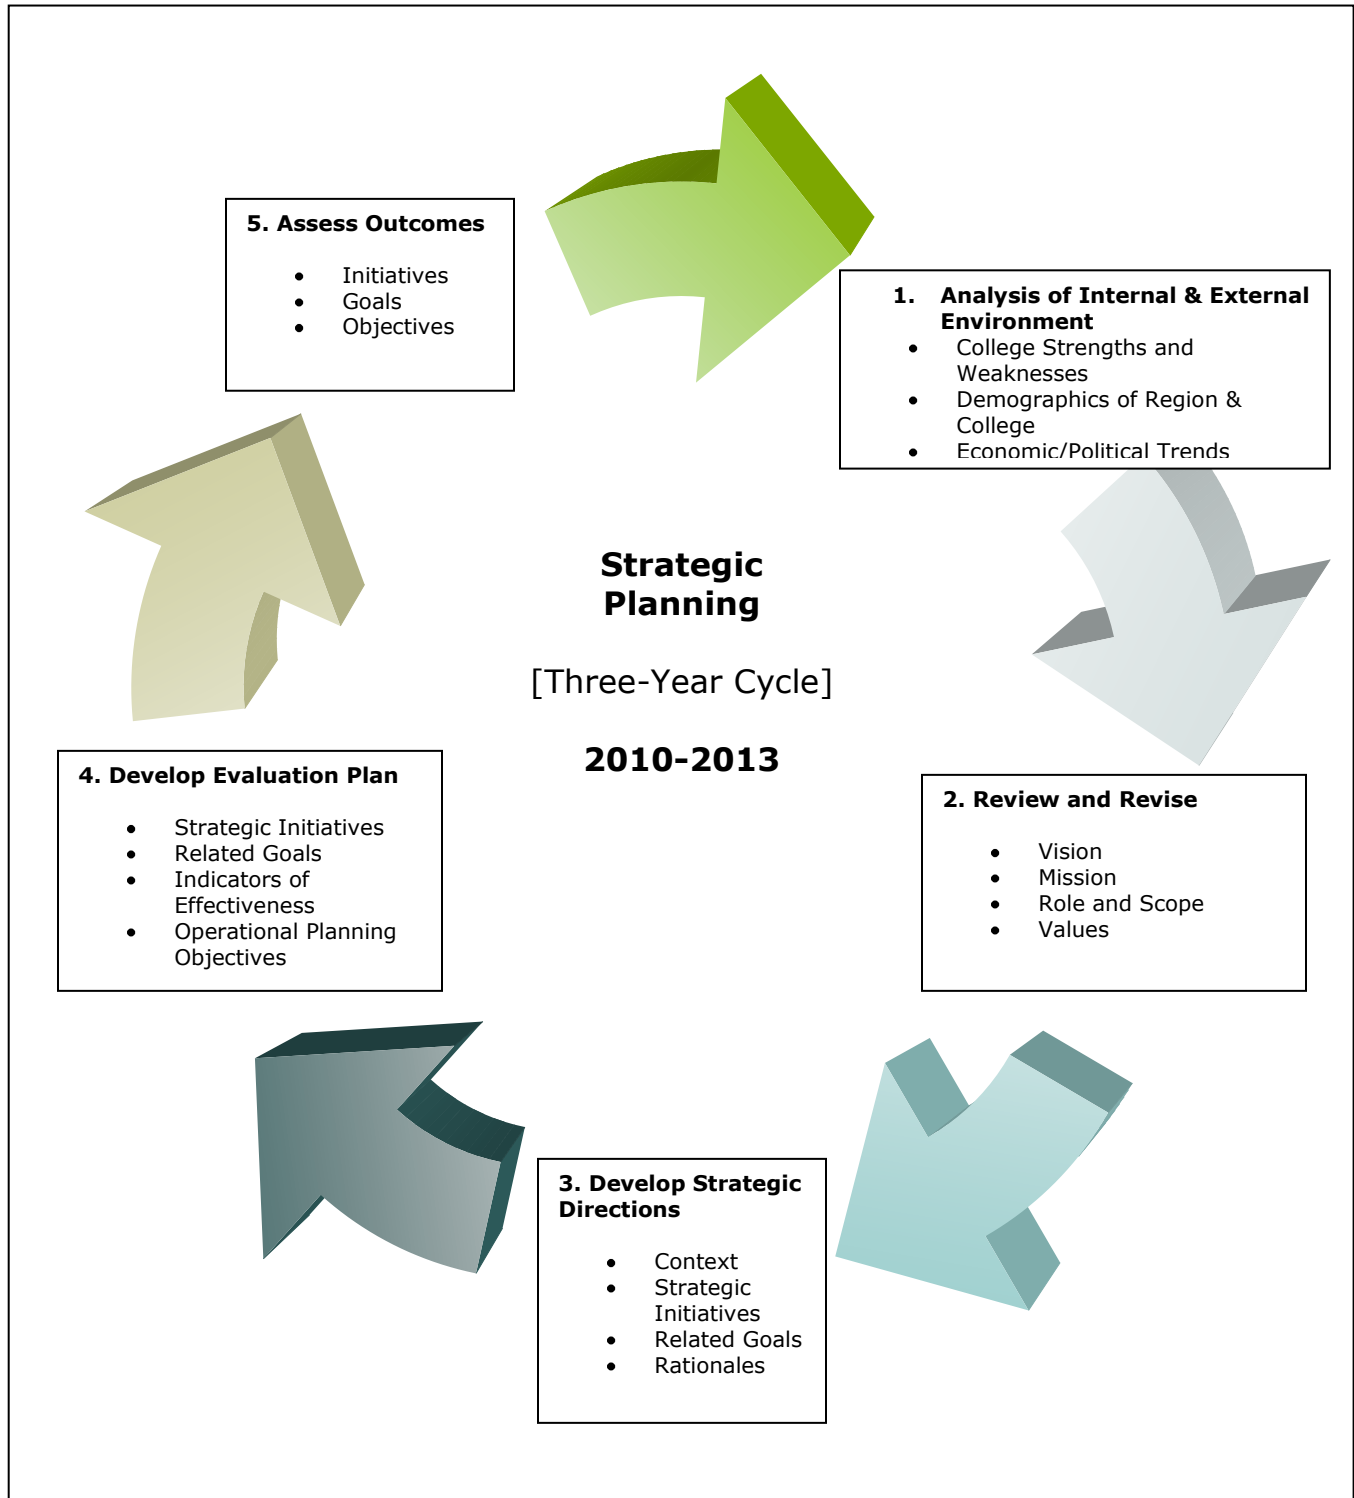 5. Assess Outcomes
• Initiatives
• Goals
• Objectives
1. Analysis of Internal & External
Environment
• College Strengths and
Weaknesses
• Demographics of Region &
College
• Economic/Political Trends
Strategic
Planning
[Three-Year Cycle]
2010-2013
4. Develop Evaluation Plan
• Strategic Initiatives
• Related Goals
• Indicators of
Effectiveness
• Operational Planning
Objectives
2. Review and Revise
• Vision
• Mission
• Role and Scope
• Values
3. Develop Strategic
Directions
• Context
• Strategic
Initiatives
• Related Goals
• Rationales